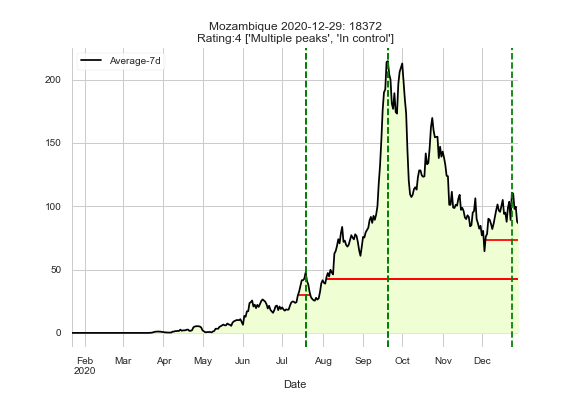 Mozambique 2020-12-29: 18372
Rating:4 ['Multiple peaks', 'In control']
Average-7d
200
150
100
50
0
Feb Mar Apr May Jun Jul Aug Sep Oct Nov Dec
2020
Date